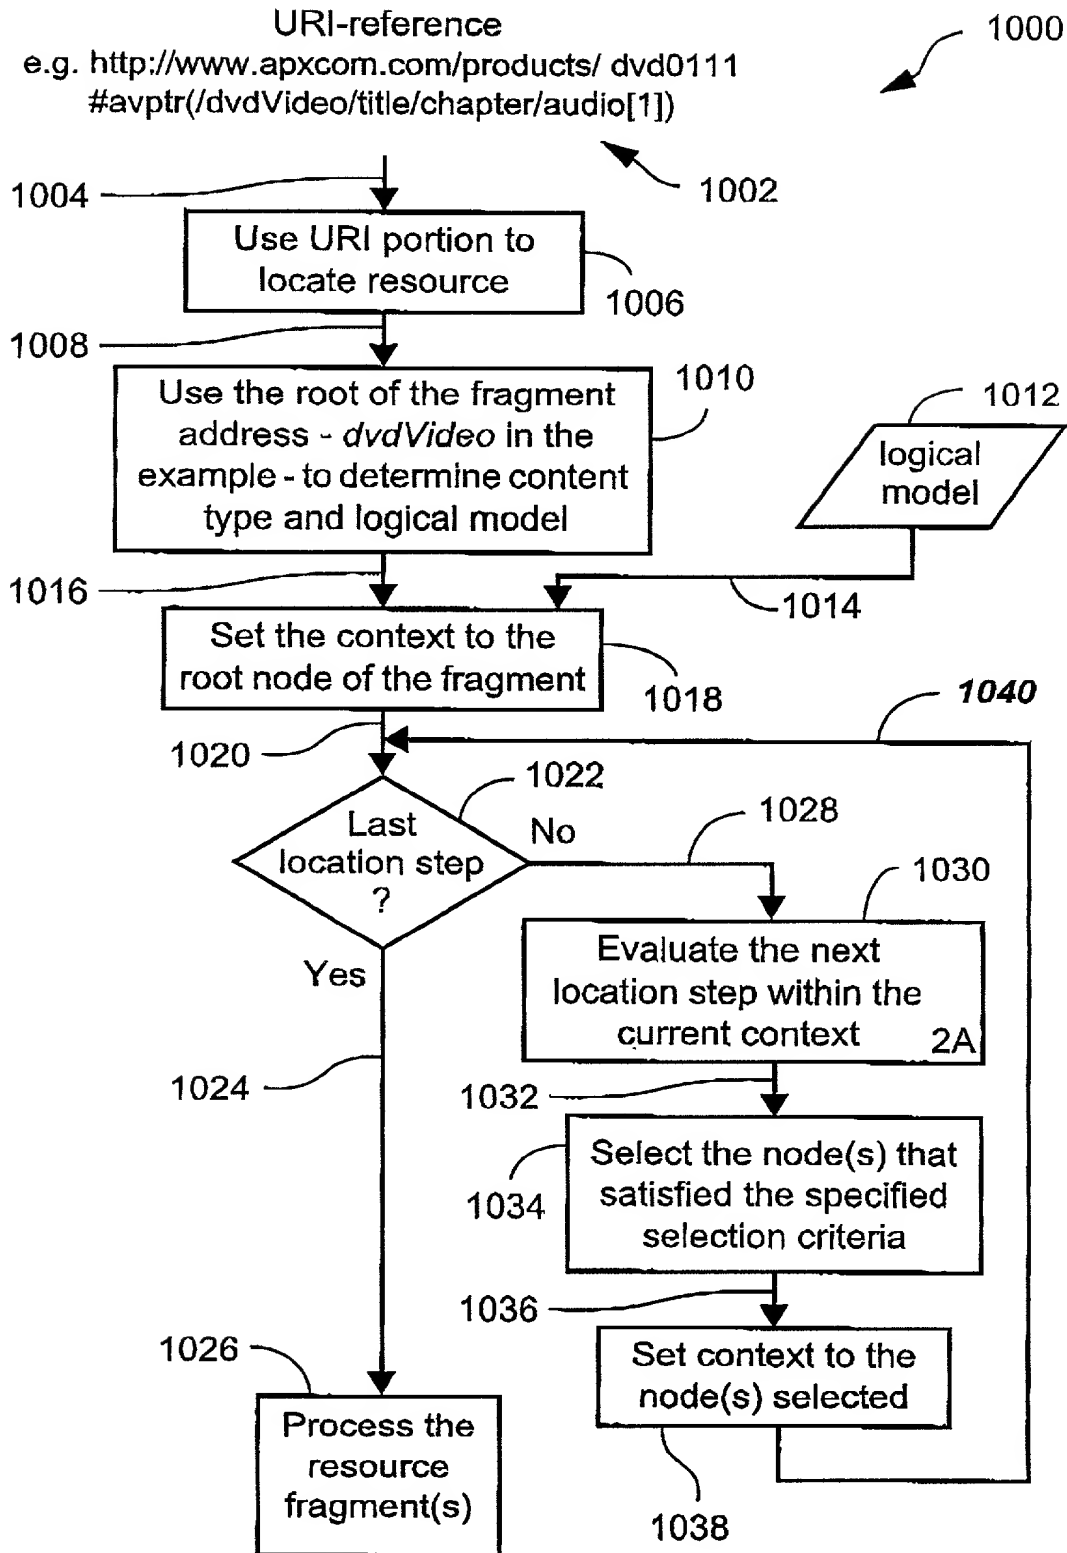 URI-reference
1000
e.g. http://www.apxcom.com/products/ dvd0111
#avptr(/dvdVideo/title/chapter/audio[1])
1002
1004
Use URI portion to
locate resource
1006
1008
Use the root of the fragment
address - dvdVideo in the
example - to determine content
type and logical model
1010
1012
logical
model
1014
1016
Set the context to the
root node of the fragment
1018
1040
1020
1022
Last
location step
?
No
1028
1030
Yes
Evaluate the next
location step within the
current context
2A
1024
1032
Select the node(s) that
satisfied the specified
selection criteria
1034
1036
1026
Set context to the
node(s) selected
Process the
resource
fragment(s)
1038